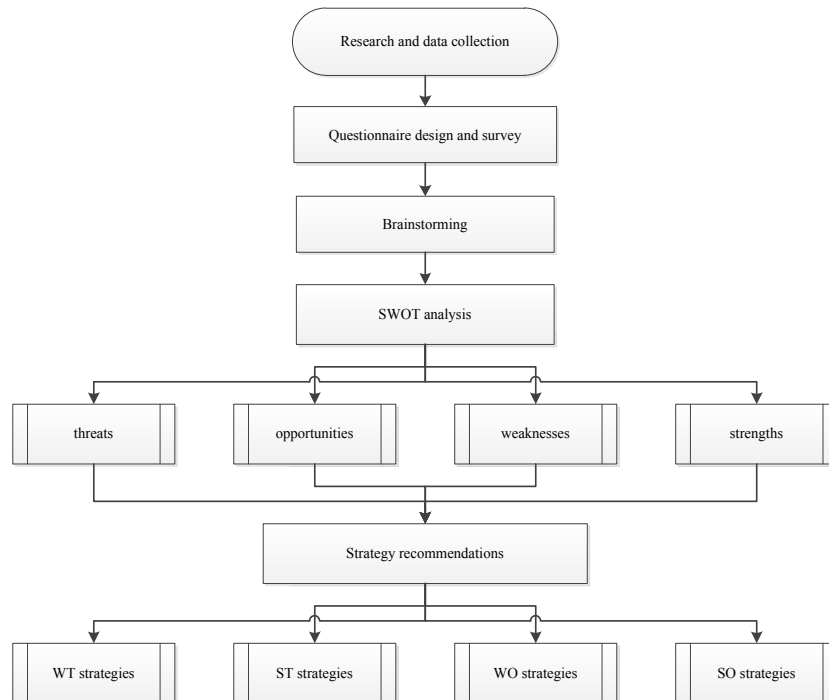 Research and data collection
Questionnaire design and survey
Brainstorming
SWOT analysis
threats
opportunities
weaknesses
strengths
Strategy recommendations
WT strategies
ST strategies
WO strategies
SO strategies